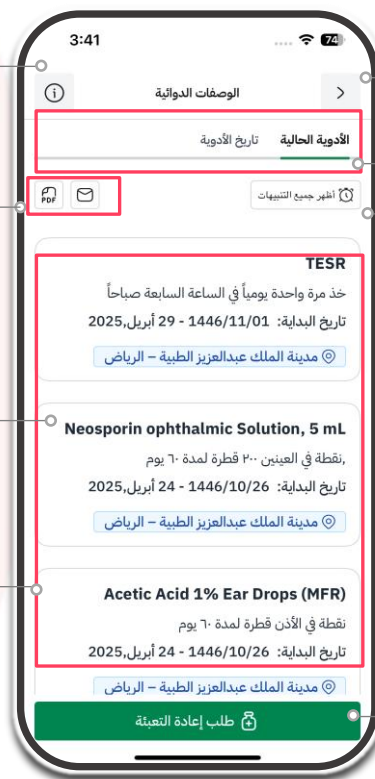 3:41
74
الوصفات الدوائية
الأدوية الحالية
تاريخ الأدوية
أظهر جميع التنبيهات
PDF
TESR
خذ مرة واحدة يومياً في الساعة السابعة صباحاً
تاريخ البداية: 1446/11/01 - 29 أبريل,2025
مدينة الملك عبدالعزيز الطبية – الرياض
Neosporin ophthalmic Solution, 5 mL
نقطة في العينين ٢٠٠ قطرة لمدة ٦٠ يوم,
تاريخ البداية: 1446/10/26 - 24 أبريل,2025
مدينة الملك عبدالعزيز الطبية – الرياض
Acetic Acid 1% Ear Drops (MFR)
نقطة في الأذن قطرة لمدة ٦٠ يوم
تاريخ البداية: 1446/10/26 - 24 أبريل,2025
مدينة الملك عبدالعزيز الطبية – الرياض
طلب إعادة التعبئة